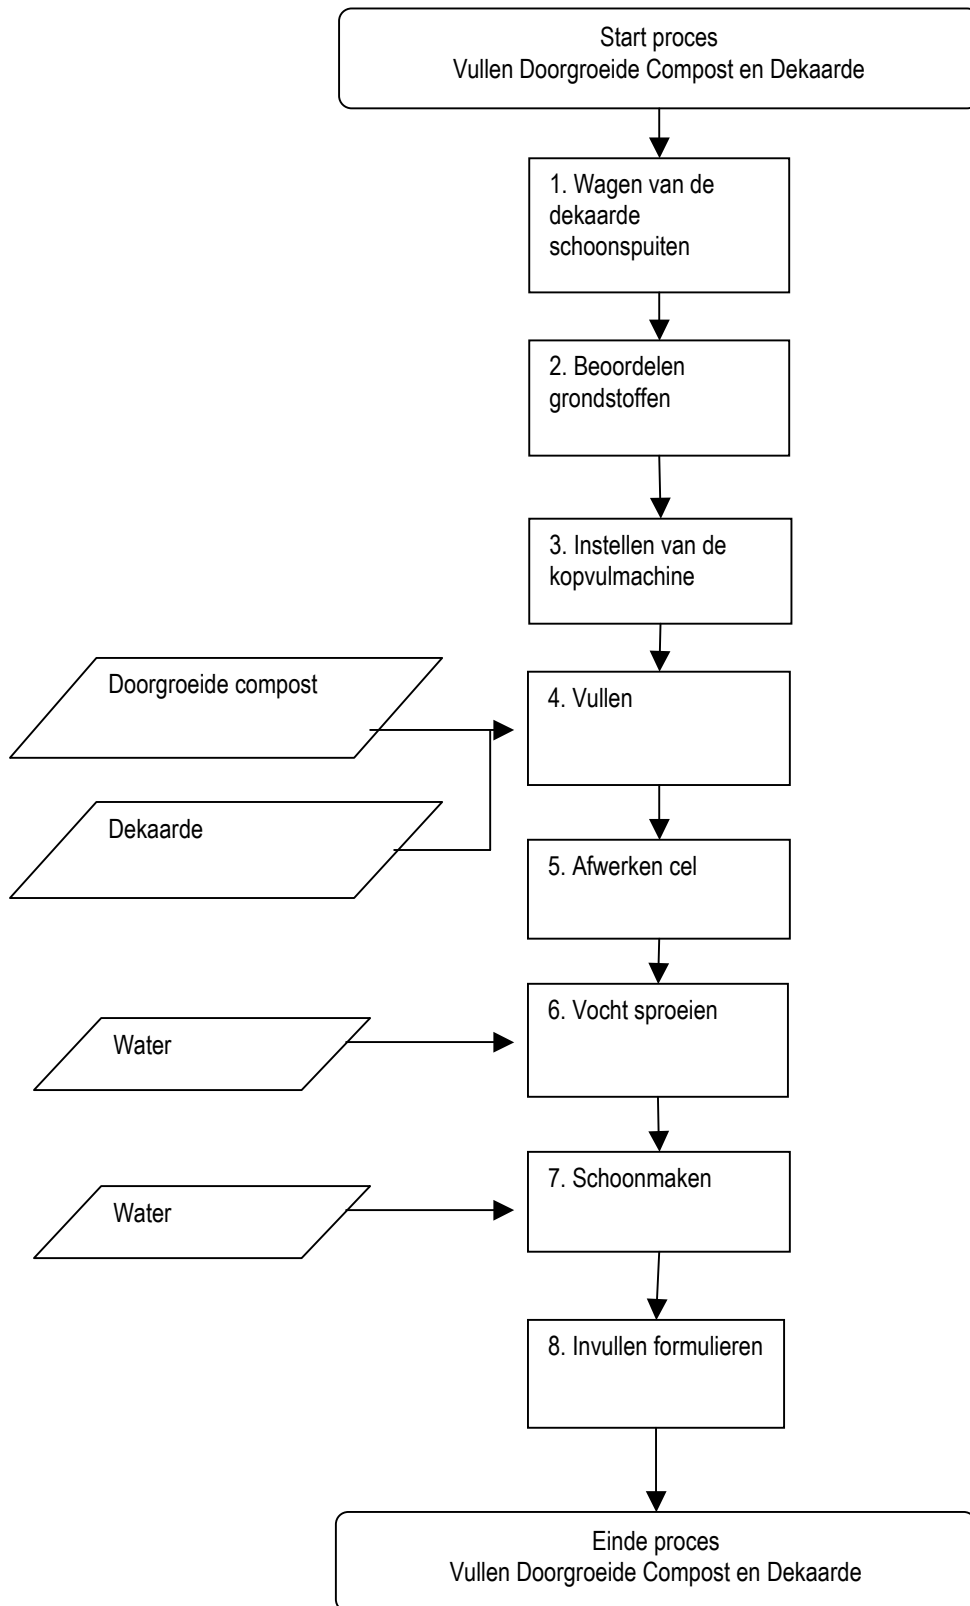 Start proces
Vullen Doorgroeide Compost en Dekaarde
1. Wagen van de
dekaarde
schoonspuiten
2. Beoordelen
grondstoffen
3. Instellen van de
kopvulmachine
Doorgroeide compost
4. Vullen
Dekaarde
5. Afwerken cel
6. Vocht sproeien
Water
7. Schoonmaken
Water
8. Invullen formulieren
Einde proces
Vullen Doorgroeide Compost en Dekaarde